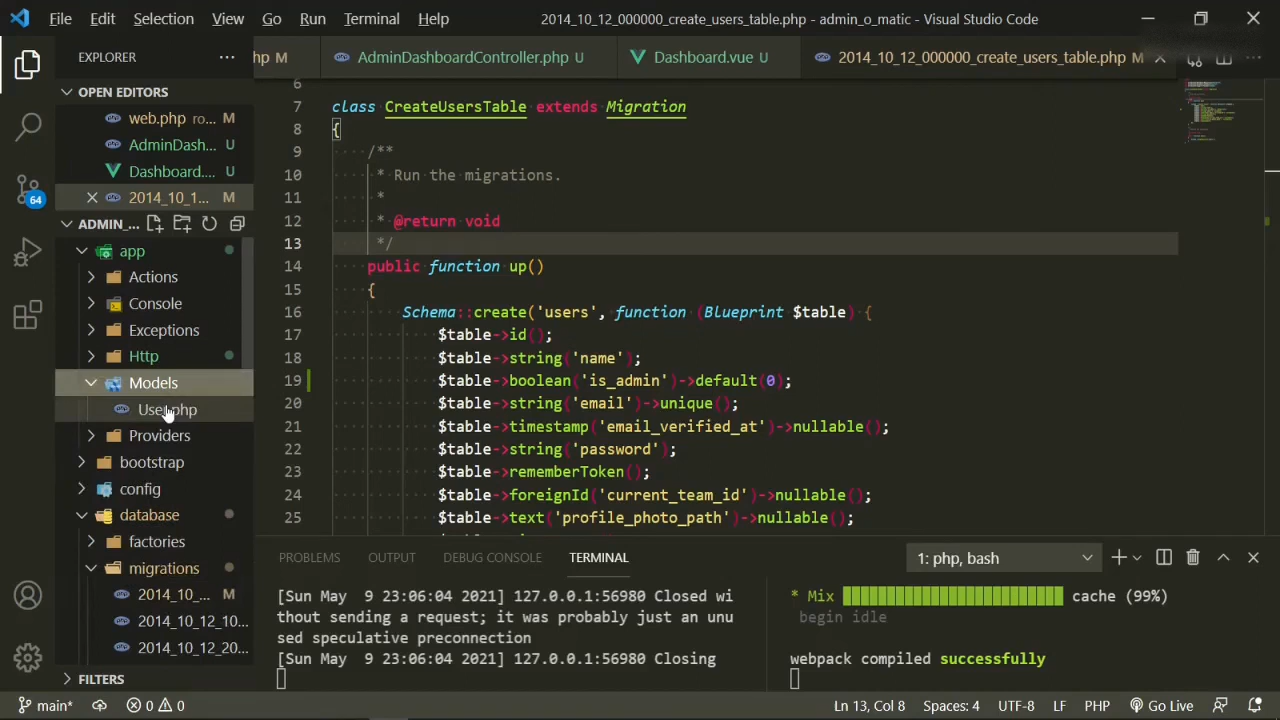 File Edit Selection View Go Run Terminal Help
2014_10_12_000000_create_users_table.php - admin_o_matic - Visual Studio Code
EXPLORER
hp M
AdminDashboardController.php U
Dashboard.vue U
2014_10_12_000000_create_users_table.php M
OPEN EDITORS
web.php ro... M
AdminDash... U
Dashboard.... U
2014_10_1... M
ADMIN_...
app
Actions
Console
Exceptions
Http
Models
User.php
Providers
bootstrap
config
database
factories
migrations
2014_10_... M
2014_10_12_10...
2014_10_12_20...
FILTERS
64
6
7 class CreateUsersTable extends Migration
8 {
9 /**
10 * Run the migrations.
11 *
12 * @return void
13 */
14 public function up()
15 {
16 Schema::create('users', function (Blueprint $table) {
17 $table->id();
18 $table->string('name');
19 $table->boolean('is_admin')->default(0);
20 $table->string('email')->unique();
21 $table->timestamp('email_verified_at')->nullable();
22 $table->string('password');
23 $table->rememberToken();
24 $table->foreignId('current_team_id')->nullable();
25 $table->text('profile_photo_path')->nullable();
PROBLEMS OUTPUT DEBUG CONSOLE TERMINAL
1: php, bash
[Sun May  9 23:06:04 2021] 127.0.0.1:56980 Closed wi
thout sending a request; it was probably just an unu
sed speculative preconnection
[Sun May  9 23:06:04 2021] 127.0.0.1:56980 Closing
* Mix cache (99%)
begin idle
webpack compiled successfully
main* 0 0
Ln 13, Col 8 Spaces: 4 UTF-8 LF PHP Go Live